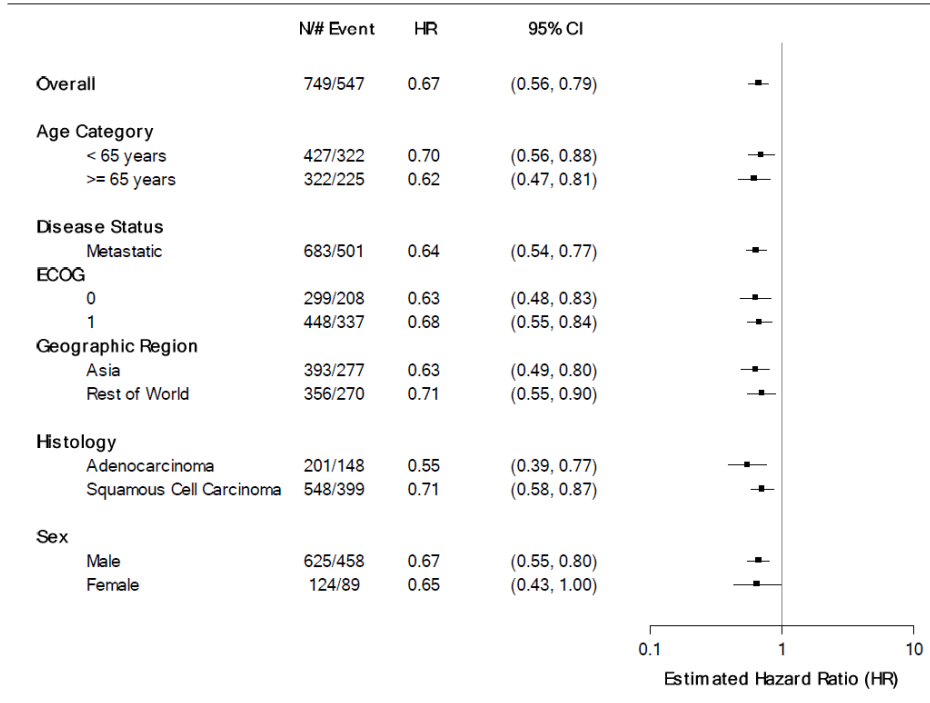 N/# Event HR 95% CI
Overall 749/547 0.67 (0.56, 0.79)
Age Category
< 65 years 427/322 0.70 (0.56, 0.88)
>= 65 years 322/225 0.62 (0.47, 0.81)
Disease Status
Metastatic 683/501 0.64 (0.54, 0.77)
ECOG
0 299/208 0.63 (0.48, 0.83)
1 448/337 0.68 (0.55, 0.84)
Geographic Region
Asia 393/277 0.63 (0.49, 0.80)
Rest of World 356/270 0.71 (0.55, 0.90)
Histology
Adenocarcinoma 201/148 0.55 (0.39, 0.77)
Squamous Cell Carcinoma 548/399 0.71 (0.58, 0.87)
Sex
Male 625/458 0.67 (0.55, 0.80)
Female 124/89 0.65 (0.43, 1.00)
0.1 1 10
Estimated Hazard Ratio (HR)